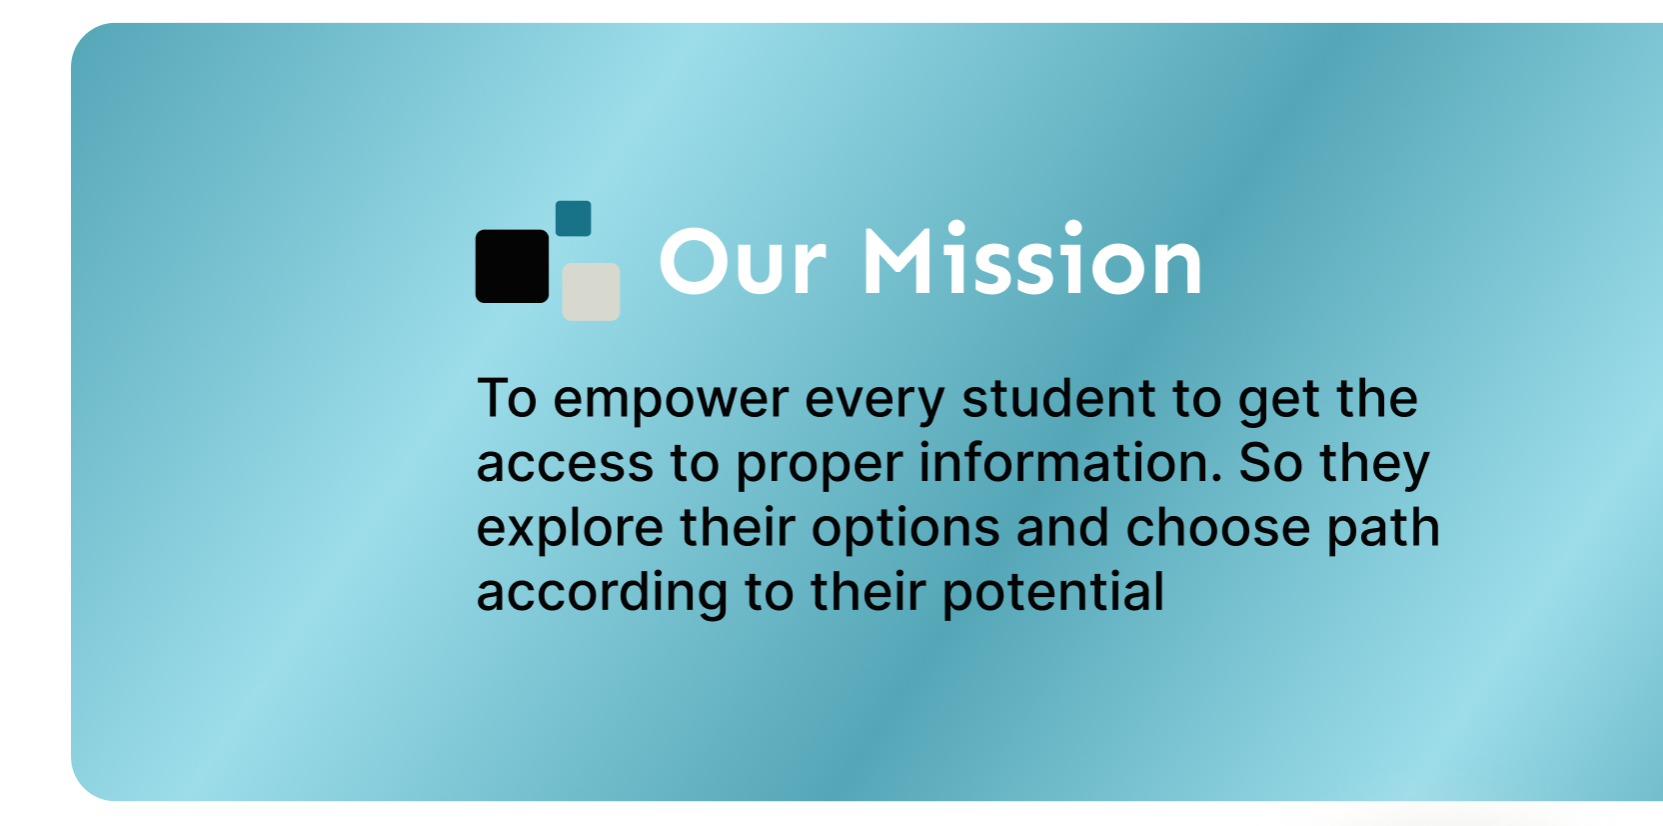 Our Mission
To empower every student to get the
access to proper information. So they
explore their options and choose path
according to their potential